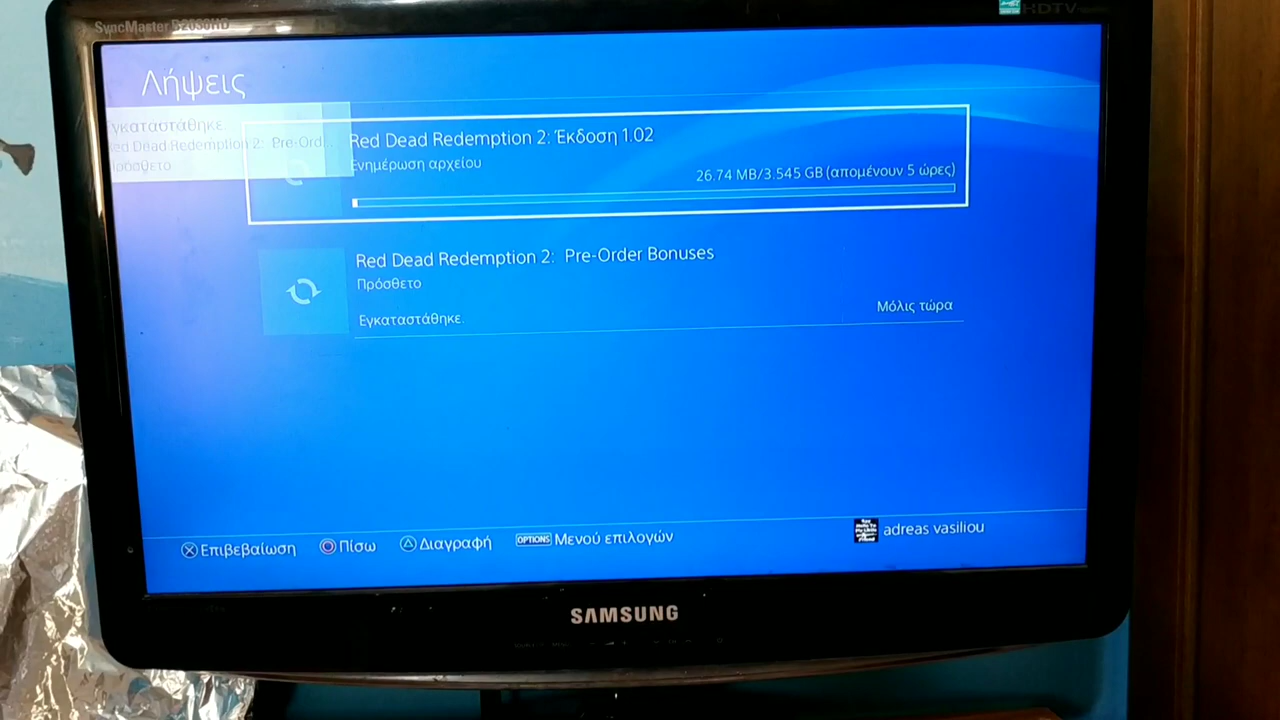 SyncMaster B2030HD
HDTV
Λήψεις
Εγκαταστάθηκε.
Red Dead Redemption 2: Pre-Ord...
Πρόσθετο
Red Dead Redemption 2: Έκδοση 1.02
Ενημέρωση αρχείου
26.74 MB/3.545 GB (απομένουν 5 ώρες)
Red Dead Redemption 2: Pre-Order Bonuses
Πρόσθετο
Εγκαταστάθηκε.
Μόλις τώρα
adreas vasiliou
Επιβεβαίωση Πίσω Διαγραφή OPTIONS Μενού επιλογών
SAMSUNG